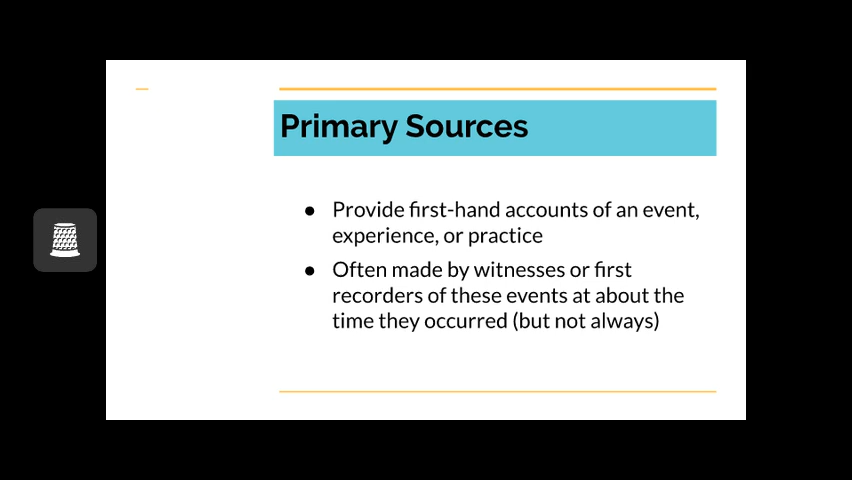 Primary Sources
● Provide first-hand accounts of an event,
experience, or practice
● Often made by witnesses or first
recorders of these events at about the
time they occurred (but not always)